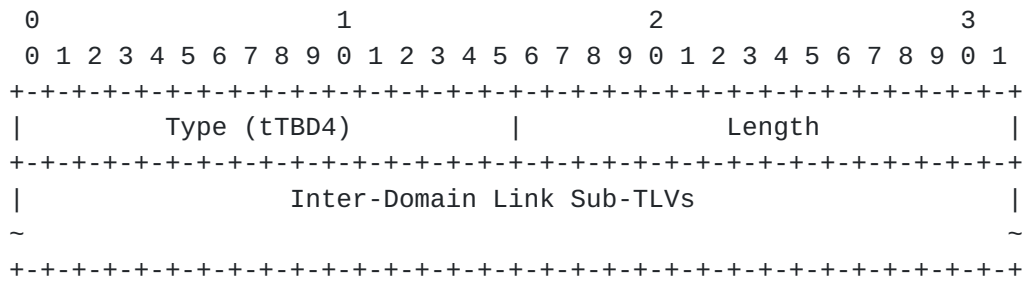 0                   1                   2                   3
 0 1 2 3 4 5 6 7 8 9 0 1 2 3 4 5 6 7 8 9 0 1 2 3 4 5 6 7 8 9 0 1
+-+-+-+-+-+-+-+-+-+-+-+-+-+-+-+-+-+-+-+-+-+-+-+-+-+-+-+-+-+-+-+-+
|         Type (tTBD4)          |             Length            |
+-+-+-+-+-+-+-+-+-+-+-+-+-+-+-+-+-+-+-+-+-+-+-+-+-+-+-+-+-+-+-+-+
|                 Inter-Domain Link Sub-TLVs                    |
~                                                               ~
+-+-+-+-+-+-+-+-+-+-+-+-+-+-+-+-+-+-+-+-+-+-+-+-+-+-+-+-+-+-+-+-+